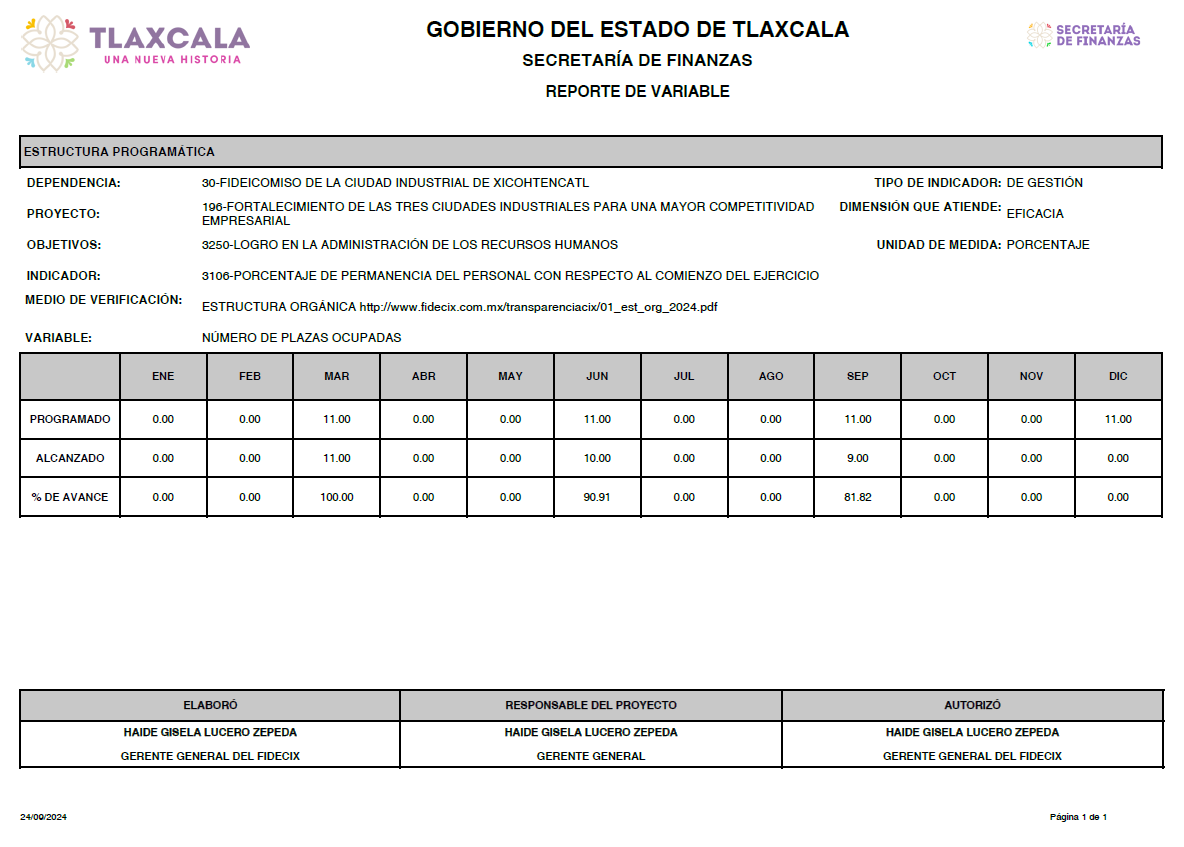 TLAXCALA
UNA NUEVA HISTORIA
GOBIERNO DEL ESTADO DE TLAXCALA
SECRETARÍA DE FINANZAS
REPORTE DE VARIABLE
SECRETARÍA
DE FINANZAS
ESTRUCTURA PROGRAMÁTICA
DEPENDENCIA: 30-FIDEICOMISO DE LA CIUDAD INDUSTRIAL DE XICOHTENCATL TIPO DE INDICADOR: DE GESTIÓN
PROYECTO: 196-FORTALECIMIENTO DE LAS TRES CIUDADES INDUSTRIALES PARA UNA MAYOR COMPETITIVIDAD
EMPRESARIAL
DIMENSIÓN QUE ATIENDE: EFICACIA
OBJETIVOS: 3250-LOGRO EN LA ADMINISTRACIÓN DE LOS RECURSOS HUMANOS UNIDAD DE MEDIDA: PORCENTAJE
INDICADOR: 3106-PORCENTAJE DE PERMANENCIA DEL PERSONAL CON RESPECTO AL COMIENZO DEL EJERCICIO
MEDIO DE VERIFICACIÓN: ESTRUCTURA ORGÁNICA http://www.fidecix.com.mx/transparenciacix/01_est_org_2024.pdf
VARIABLE: NÚMERO DE PLAZAS OCUPADAS
ENE FEB MAR ABR MAY JUN JUL AGO SEP OCT NOV DIC
PROGRAMADO 0.00 0.00 11.00 0.00 0.00 11.00 0.00 0.00 11.00 0.00 0.00 11.00
ALCANZADO 0.00 0.00 11.00 0.00 0.00 10.00 0.00 0.00 9.00 0.00 0.00 0.00
% DE AVANCE 0.00 0.00 100.00 0.00 0.00 90.91 0.00 0.00 81.82 0.00 0.00 0.00
ELABORÓ RESPONSABLE DEL PROYECTO AUTORIZÓ
HAIDE GISELA LUCERO ZEPEDA HAIDE GISELA LUCERO ZEPEDA HAIDE GISELA LUCERO ZEPEDA
GERENTE GENERAL DEL FIDECIX GERENTE GENERAL GERENTE GENERAL DEL FIDECIX
24/09/2024 Página 1 de 1